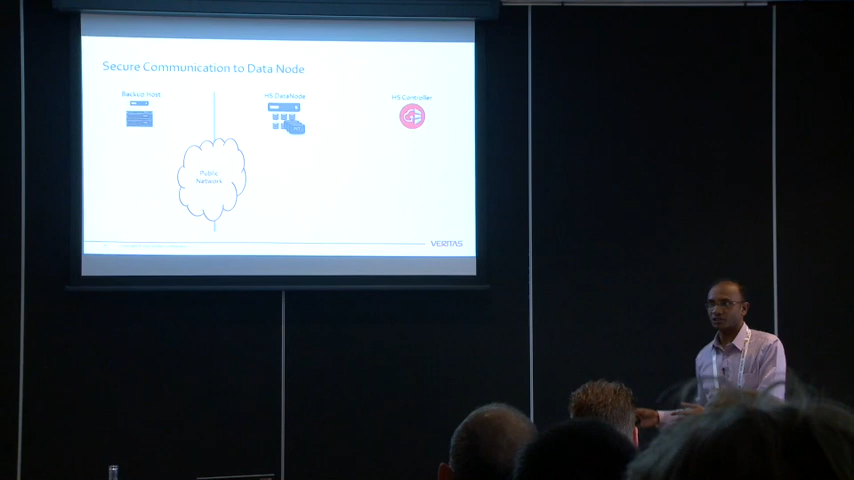 Secure Communication to Data Node
Backup Host
HS DataNode
HS Controller
Public
Network
VERITAS